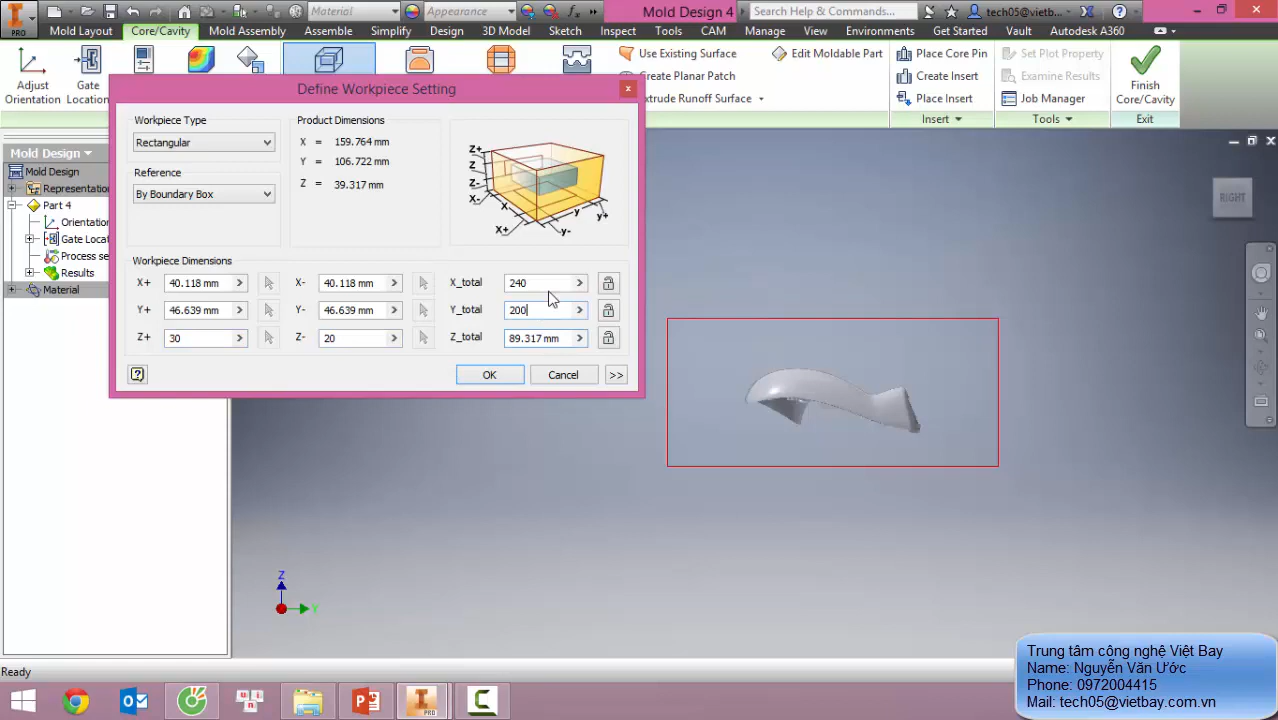 Material
Appearance
Mold Design 4
Search Help & Commands...
tech05@vietb...
PRO
Mold Layout
Core/Cavity
Mold Assembly
Assemble
Simplify
Design
3D Model
Sketch
Inspect
Tools
CAM
Manage
View
Environments
Get Started
Vault
Autodesk A360
Adjust
Orientation
Gate
Location
Use Existing Surface
Create Planar Patch
Extrude Runoff Surface
Edit Moldable Part
Place Core Pin
Create Insert
Place Insert
Insert
Set Plot Property
Examine Results
Job Manager
Tools
Finish
Core/Cavity
Exit
Mold Design
Mold Design
Representation
Part 4
Orientatio
Gate Locat
Process se
Results
Material
Define Workpiece Setting
Workpiece Type
Rectangular
Reference
By Boundary Box
Product Dimensions
X = 159.764 mm
Y = 106.722 mm
Z = 39.317 mm
Z+
Z
Z-
X-
X
X+
y
y+
y-
Workpiece Dimensions
X+ 40.118 mm X- 40.118 mm X_total 240
Y+ 46.639 mm Y- 46.639 mm Y_total 200
Z+ 30 Z- 20 Z_total 89.317 mm
OK
Cancel
>>
RIGHT
Z
Y
Ready
Trung tâm công nghệ Việt Bay
Name: Nguyễn Văn Ước
Phone: 0972004415
Mail: tech05@vietbay.com.vn
PRO